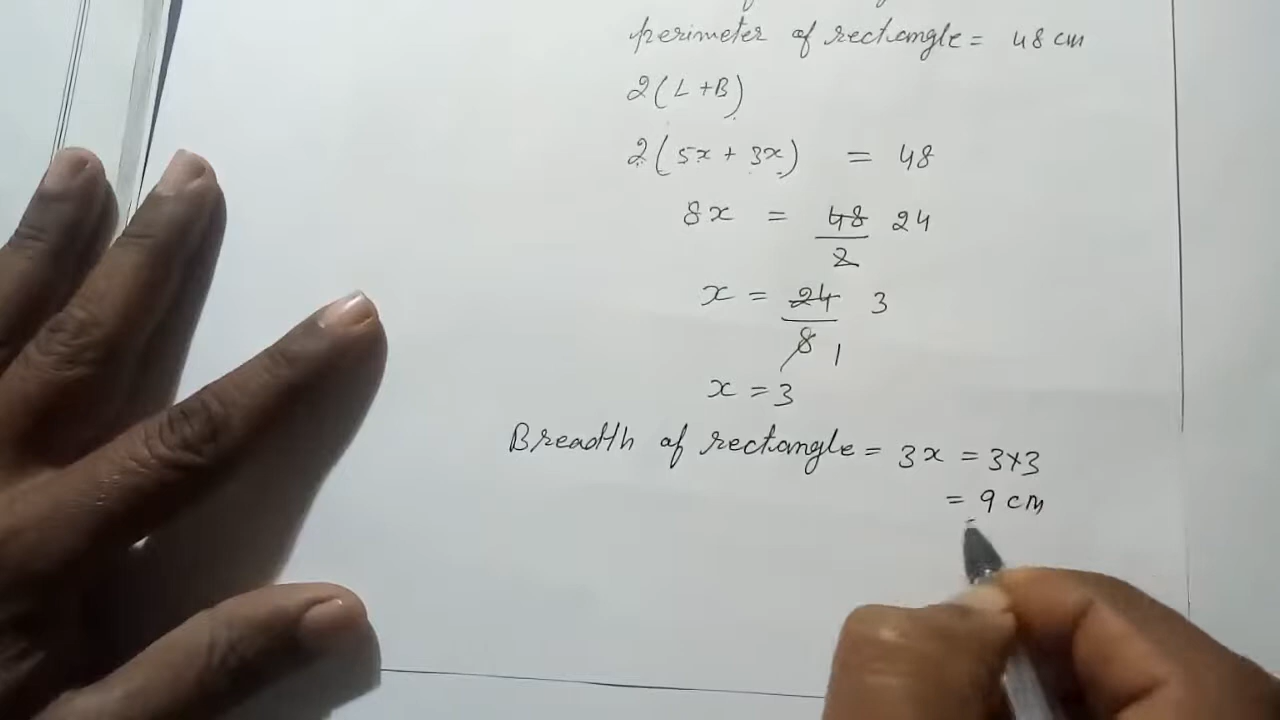 perimeter of rectangle = 48 cm
2(L+B)
2(5x + 3x) = 48
8x = 48/2 24
x = 24/8 3 1
x = 3
Breadth of rectangle = 3x = 3×3
= 9 cm